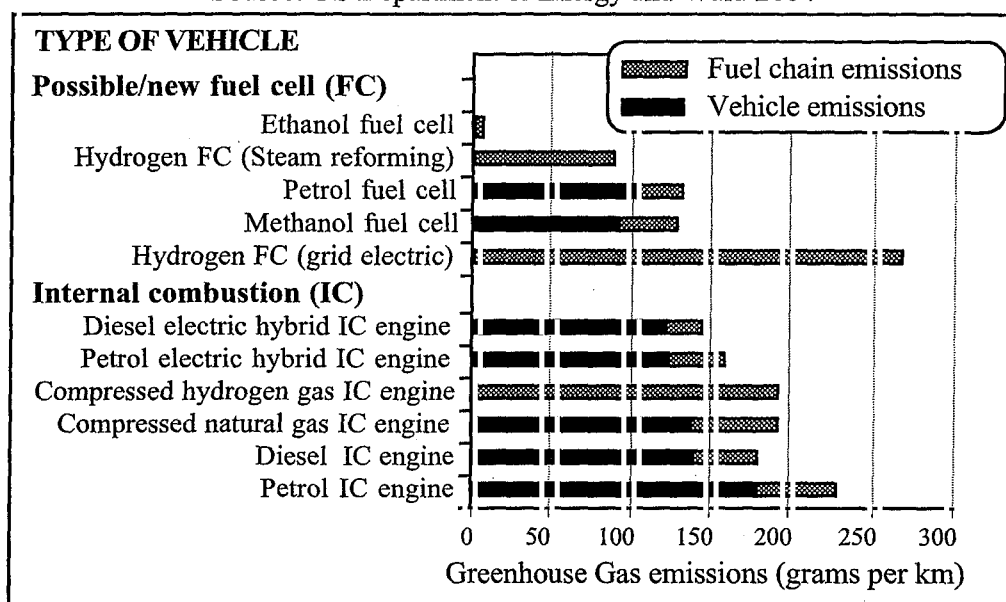 TYPE OF VEHICLE
Possible/new fuel cell (FC)
Ethanol fuel cell
Hydrogen FC (Steam reforming)
Petrol fuel cell
Methanol fuel cell
Hydrogen FC (grid electric)
Internal combustion (IC)
Diesel electric hybrid IC engine
Petrol electric hybrid IC engine
Compressed hydrogen gas IC engine
Compressed natural gas IC engine
Diesel IC engine
Petrol IC engine
Fuel chain emissions
Vehicle emissions
0 50 100 150 200 250 300
Greenhouse Gas emissions (grams per km)